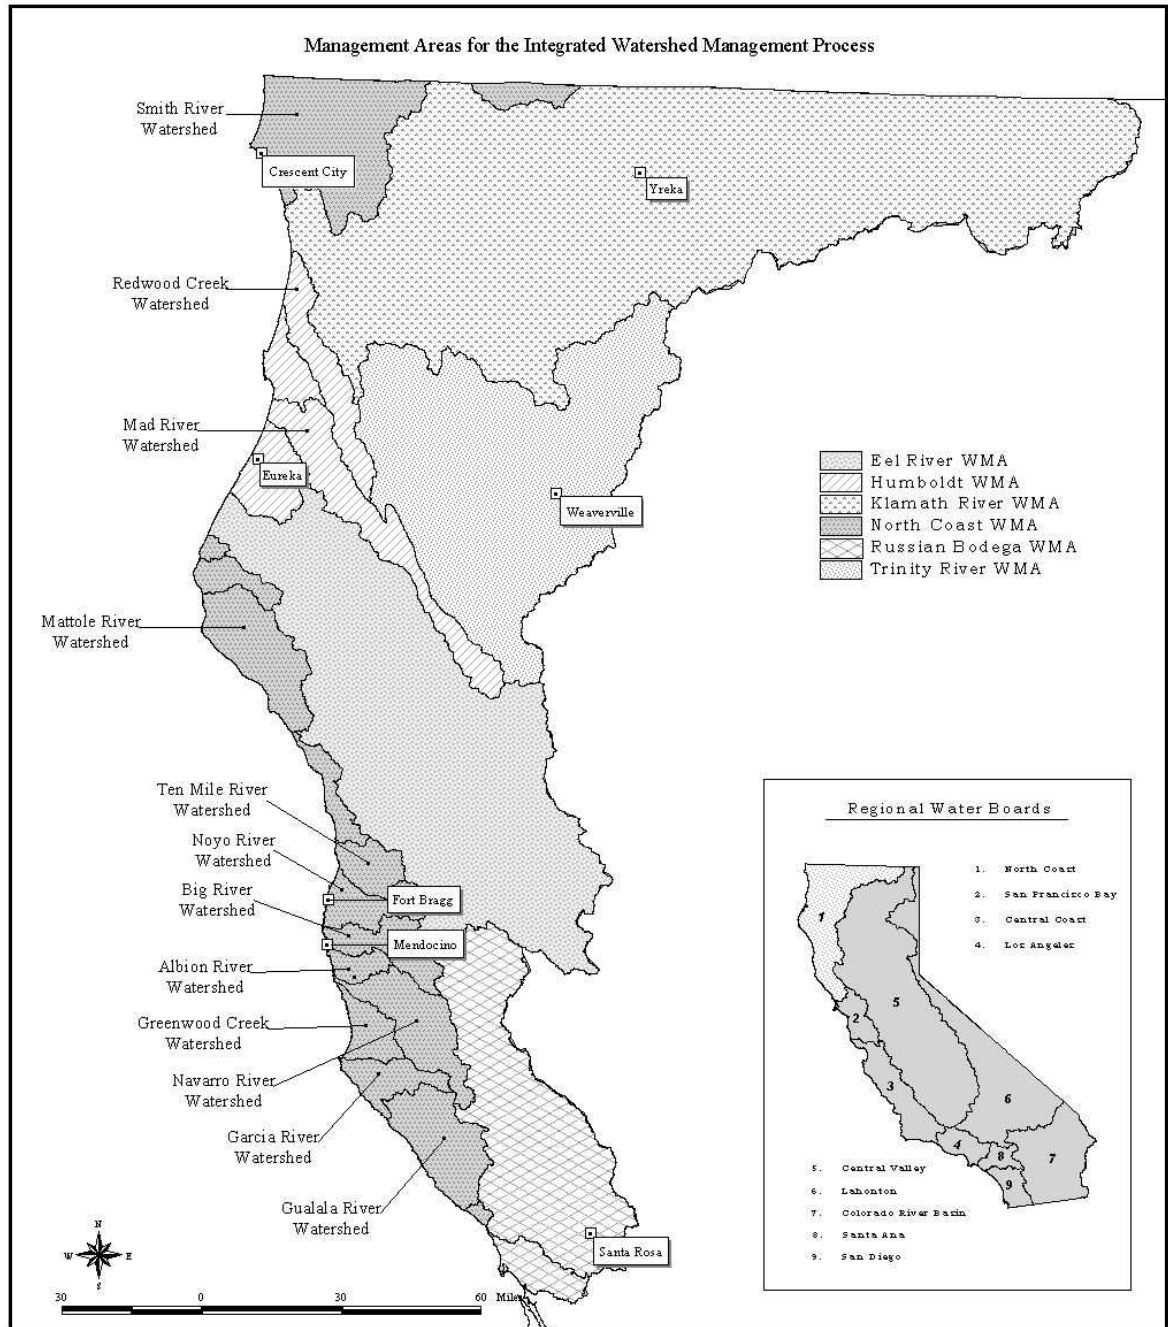 Management Areas for the Integrated Watershed Management Process
Smith River
Watershed
Crescent City
Yreka
Redwood Creek
Watershed
Mad River
Watershed
Eureka
Weaverville
Eel River WMA
Humboldt WMA
Klamath River WMA
North Coast WMA
Russian Bodega WMA
Trinity River WMA
Mattole River
Watershed
Ten Mile River
Watershed
Noyo River
Watershed
Big River
Watershed
Fort Bragg
Mendocino
Albion River
Watershed
Greenwood Creek
Watershed
Navarro River
Watershed
Garcia River
Watershed
Gualala River
Watershed
Santa Rosa
N
W E
S
30 0 30 60 Miles
Regional Water Boards
1. North Coast
2. San Francisco Bay
3. Central Coast
4. Los Angeles
1
2
3
4
5
6
7
8
9
5. Central Valley
6. Lahonton
7. Colorado River Basin
8. Santa Ana
9. San Diego